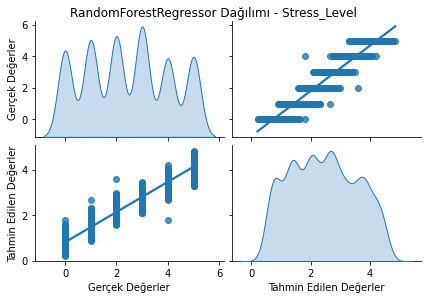 RandomForestRegressor Dağılımı - Stress_Level
Gerçek Değerler
6
4
2
0
Tahmin Edilen Değerler
4
2
0
0 2 4 6
0 2 4
Gerçek Değerler
Tahmin Edilen Değerler